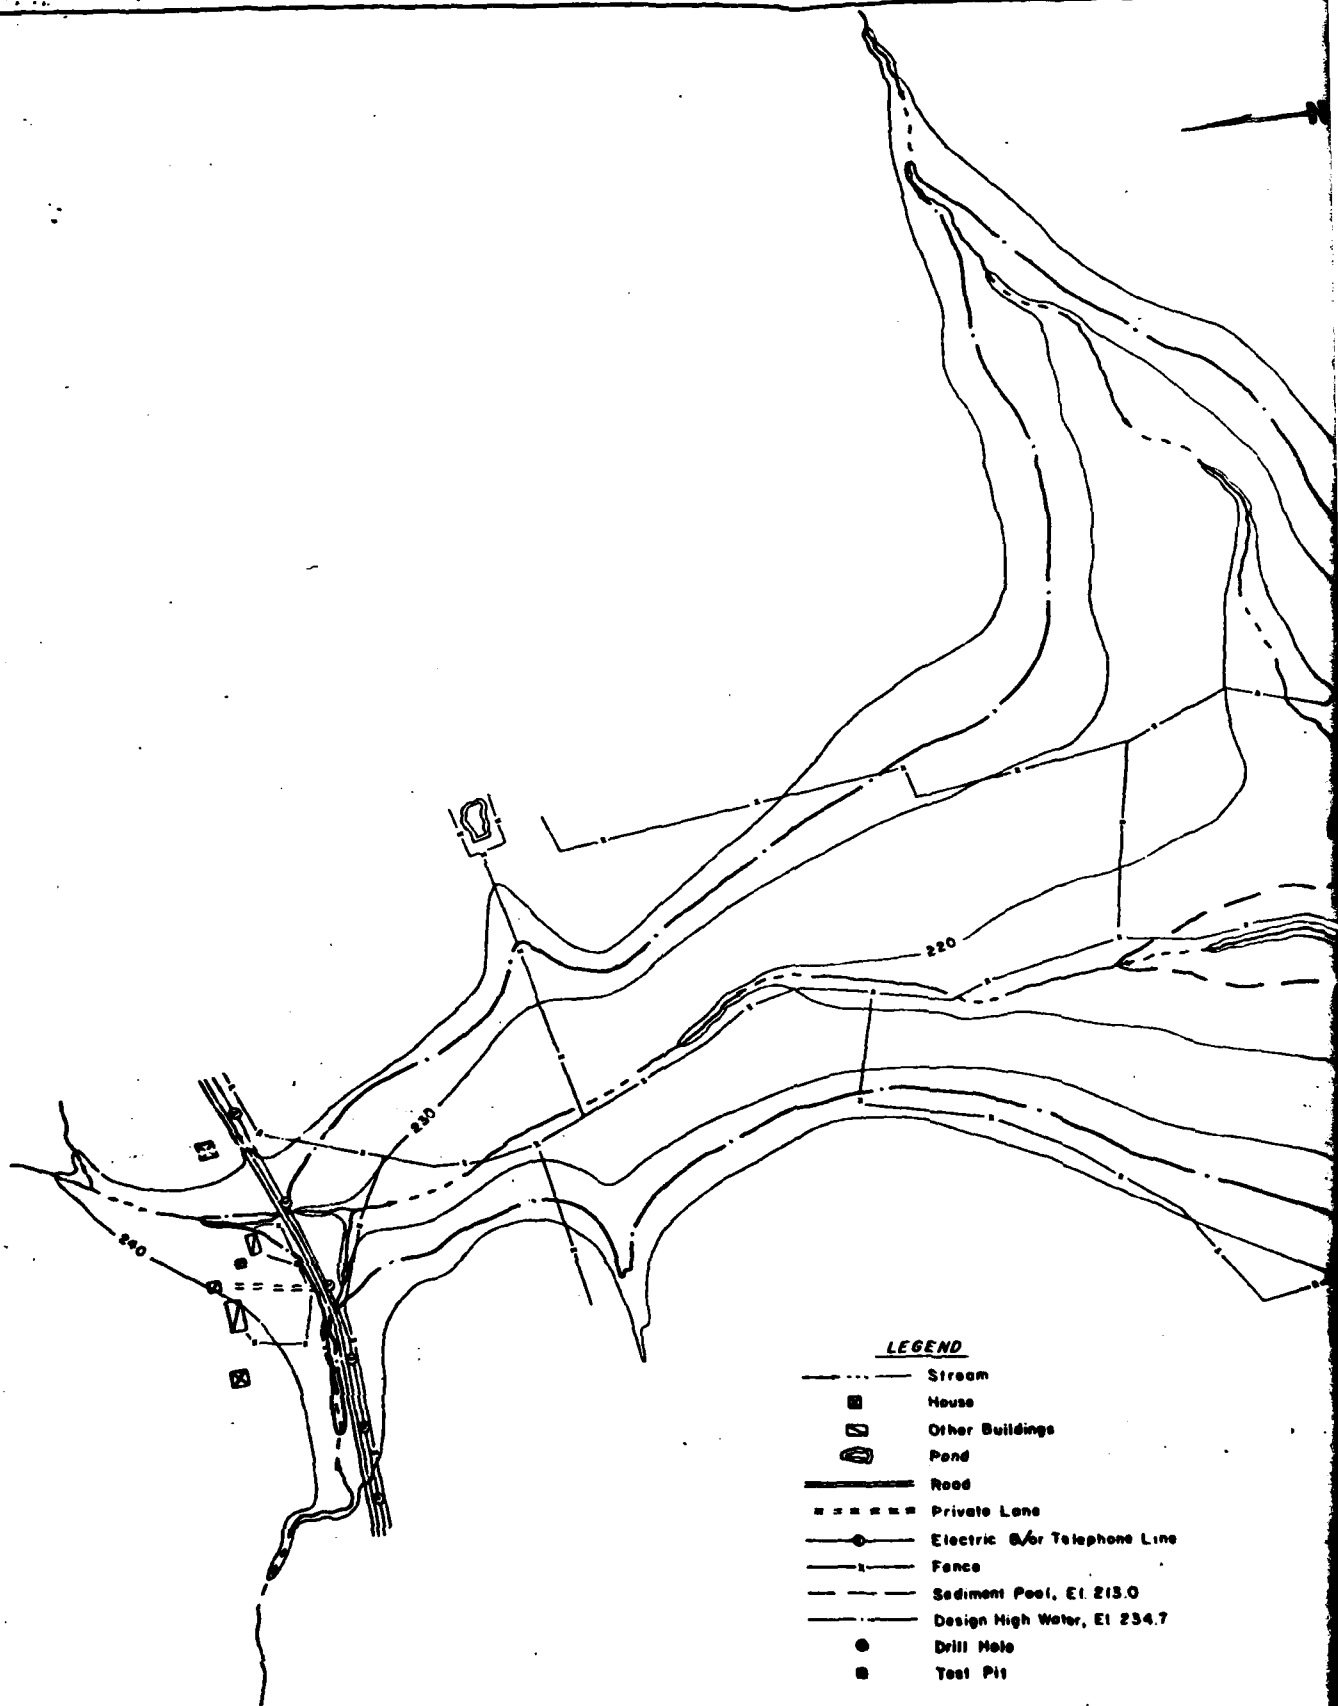 N
220
230
240
LEGEND
Stream
House
Other Buildings
Pond
Road
Private Lane
Electric &/or Telephone Line
Fence
Sediment Pool, El. 213.0
Design High Water, El 234.7
Drill Hole
Test Pit